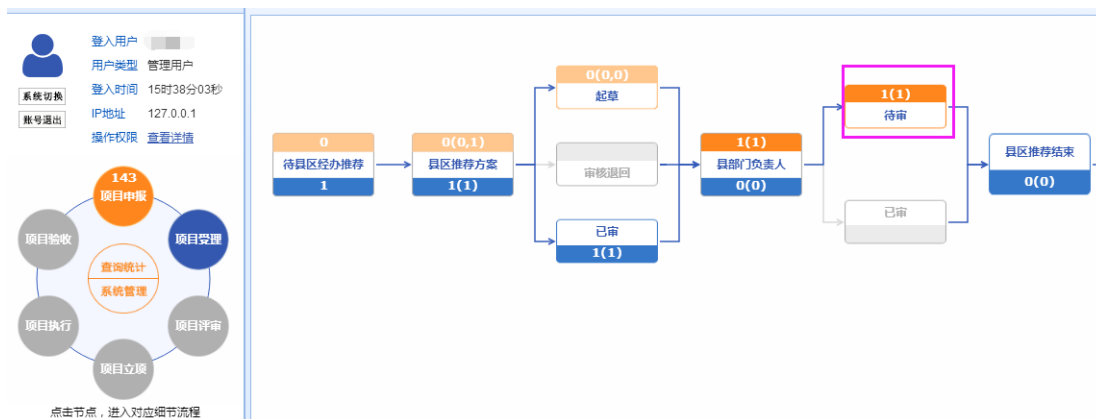 登入用户
用户类型 管理用户
登入时间 15时38分03秒
IP地址 127.0.0.1
操作权限 查看详情
系统切换
账号退出
143
项目申报
项目验收
项目受理
查询统计
系统管理
项目执行
项目评审
项目立项
点击节点，进入对应细节流程
0
待县区经办推荐
1
0(0,1)
县区推荐方案
1(1)
0(0,0)
起草
审核退回
已审
1(1)
1(1)
县部门负责人
0(0)
1(1)
待审
已审
县区推荐结束
0(0)